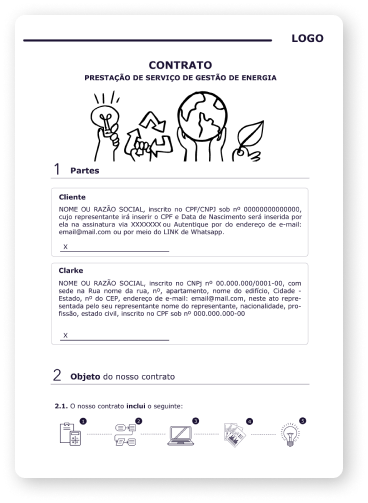 LOGO
CONTRATO
PRESTAÇÃO DE SERVIÇO DE GESTÃO DE ENERGIA
1 Partes
Cliente
NOME OU RAZÃO SOCIAL, inscrito no CPF/CNPJ sob nº 00000000000000,
cujo representante irá inserir o CPF e Data de Nascimento será inserida por
ela na assinatura via XXXXXXX ou Autentique por do endereço de e-mail:
email@mail.com ou por meio do LINK de Whatsapp.
X
Clarke
NOME OU RAZÃO SOCIAL, inscrito no CNPj nº 00.000.000/0001-00, com
sede na Rua nome da rua, nº, apartamento, nome do edifício, Cidade -
Estado, nº do CEP, endereço de e-mail: email@mail.com, neste ato repre-
sentada pelo seu representante nome do representante, nacionalidade, pro-
fissão, estado civil, inscrito no CPF sob nº 000.000.000-00
X
2 Objeto do nosso contrato
2.1. O nosso contrato inclui o seguinte:
1 2 3 4 5